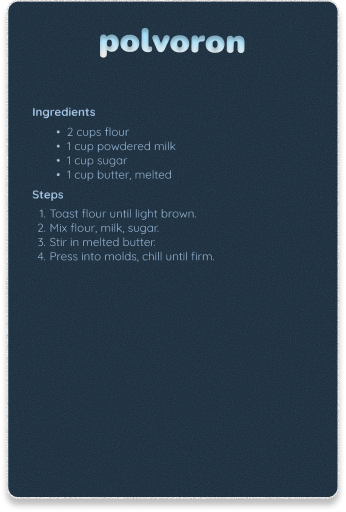 polvoron
Ingredients
• 2 cups flour
• 1 cup powdered milk
• 1 cup sugar
• 1 cup butter, melted
Steps
1. Toast flour until light brown.
2. Mix flour, milk, sugar.
3. Stir in melted butter.
4. Press into molds, chill until firm.